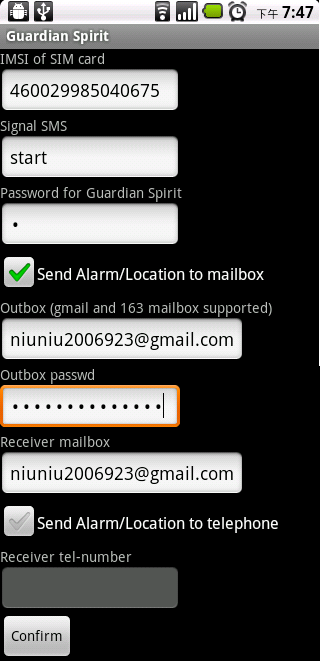 下午 7:47
Guardian Spirit
IMSI of SIM card
460029985040675
Signal SMS
start
Password for Guardian Spirit
•
Send Alarm/Location to mailbox
Outbox (gmail and 163 mailbox supported)
niuniu2006923@gmail.com
Outbox passwd
••••••••••••••
Receiver mailbox
niuniu2006923@gmail.com
Send Alarm/Location to telephone
Receiver tel-number
Confirm